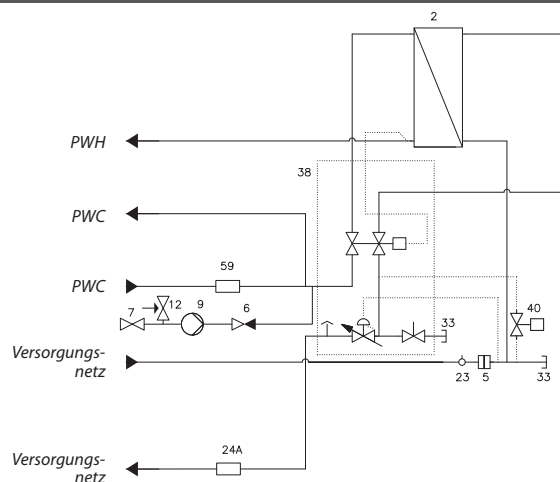 2
PWH
38
PWC
59
PWC
12
7
9
6
40
33
Versorgungs-
netz
23
5
33
24A
Versorgungs-
netz